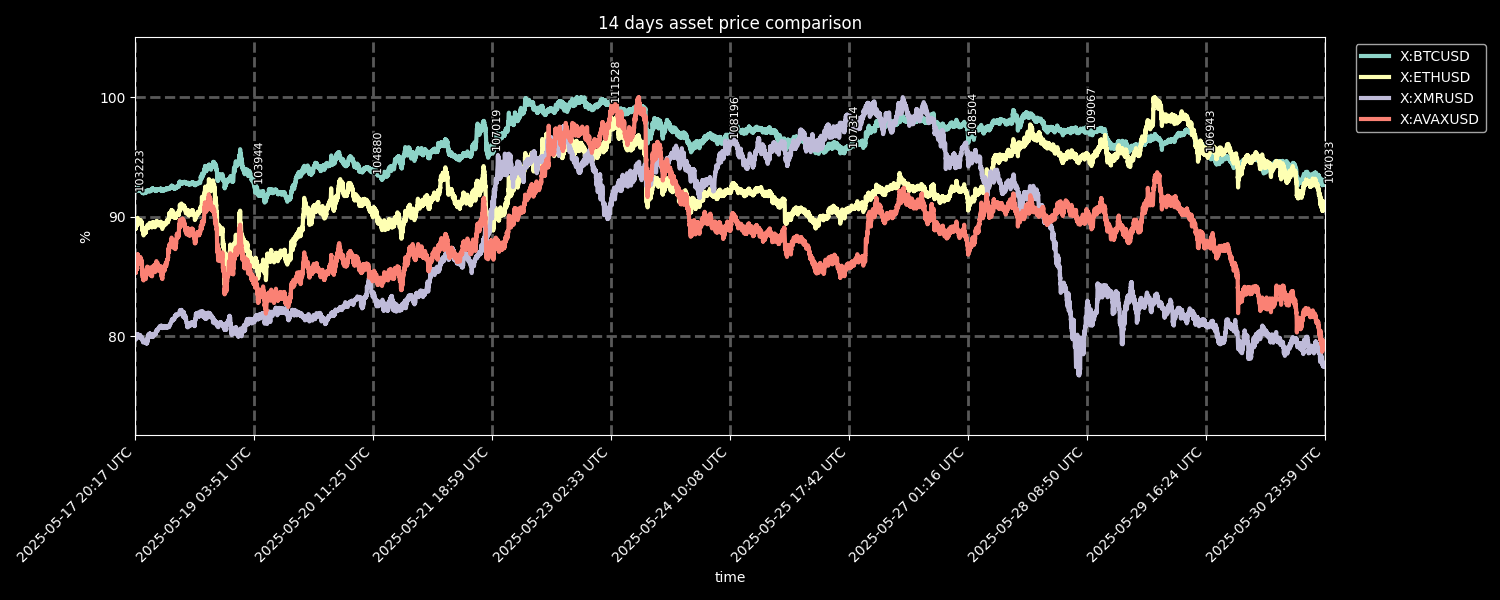 14 days asset price comparison
X:BTCUSD
X:ETHUSD
X:XMRUSD
X:AVAXUSD
100
90
80
%
103223
103944
104880
107019
111528
108196
107314
108504
109067
106943
104033
2025-05-17 20:17 UTC
2025-05-19 03:51 UTC
2025-05-20 11:25 UTC
2025-05-21 18:59 UTC
2025-05-23 02:33 UTC
2025-05-24 10:08 UTC
2025-05-25 17:42 UTC
2025-05-27 01:16 UTC
2025-05-28 08:50 UTC
2025-05-29 16:24 UTC
2025-05-30 23:59 UTC
time